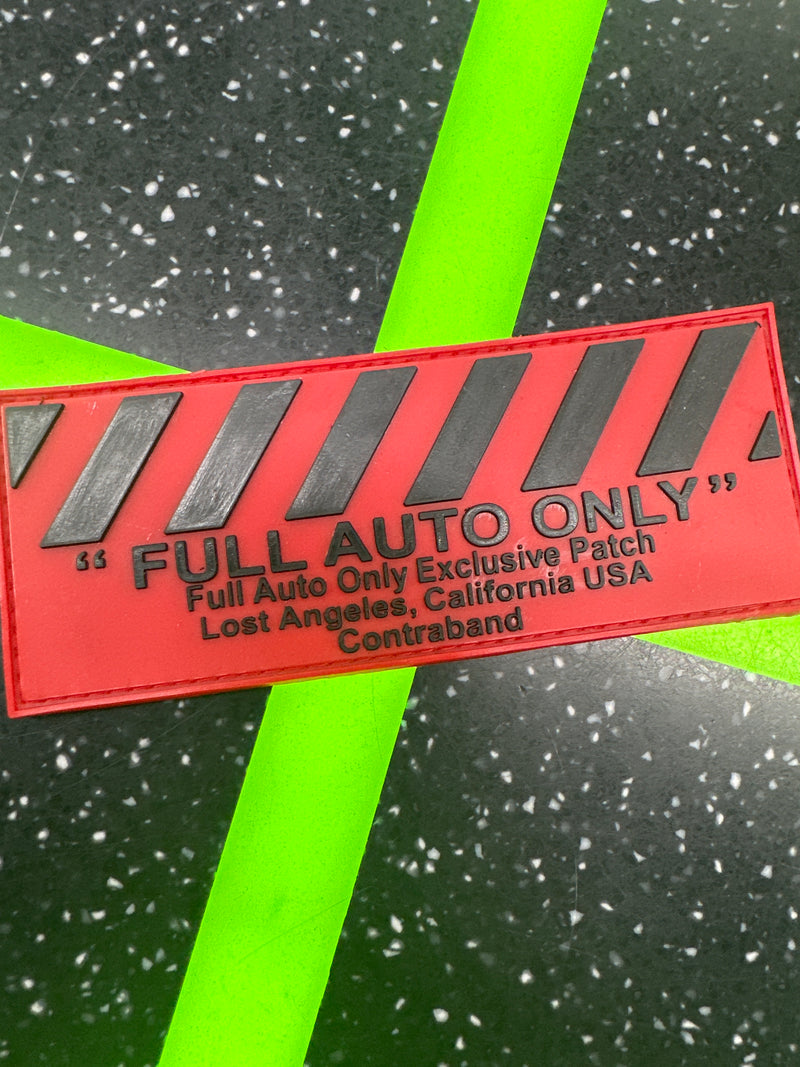 “ FULL AUTO ONLY ”
Full Auto Only Exclusive Patch
Lost Angeles, California USA
Contraband